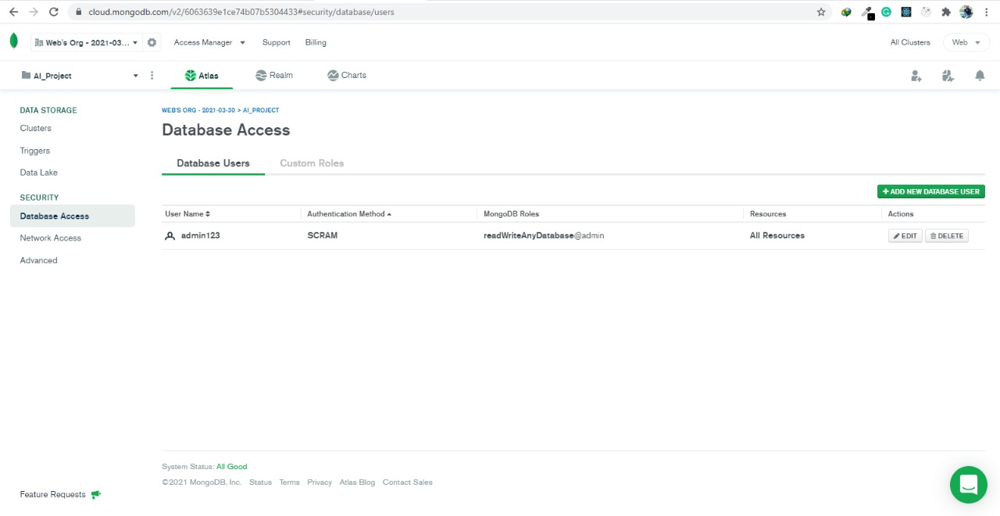 cloud.mongodb.com/v2/6063639e1ce74b07b5304433#security/database/users
Web's Org - 2021-03... Access Manager Support Billing All Clusters Web
AI_Project Atlas Realm Charts
DATA STORAGE
Clusters
Triggers
Data Lake
SECURITY
Database Access
Network Access
Advanced
Feature Requests
WEB'S ORG - 2021-03-30 > AI_PROJECT
Database Access
Database Users Custom Roles
+ ADD NEW DATABASE USER
User Name Authentication Method MongoDB Roles Resources Actions
admin123 SCRAM readWriteAnyDatabase@admin All Resources EDIT DELETE
System Status: All Good
©2021 MongoDB, Inc. Status Terms Privacy Atlas Blog Contact Sales